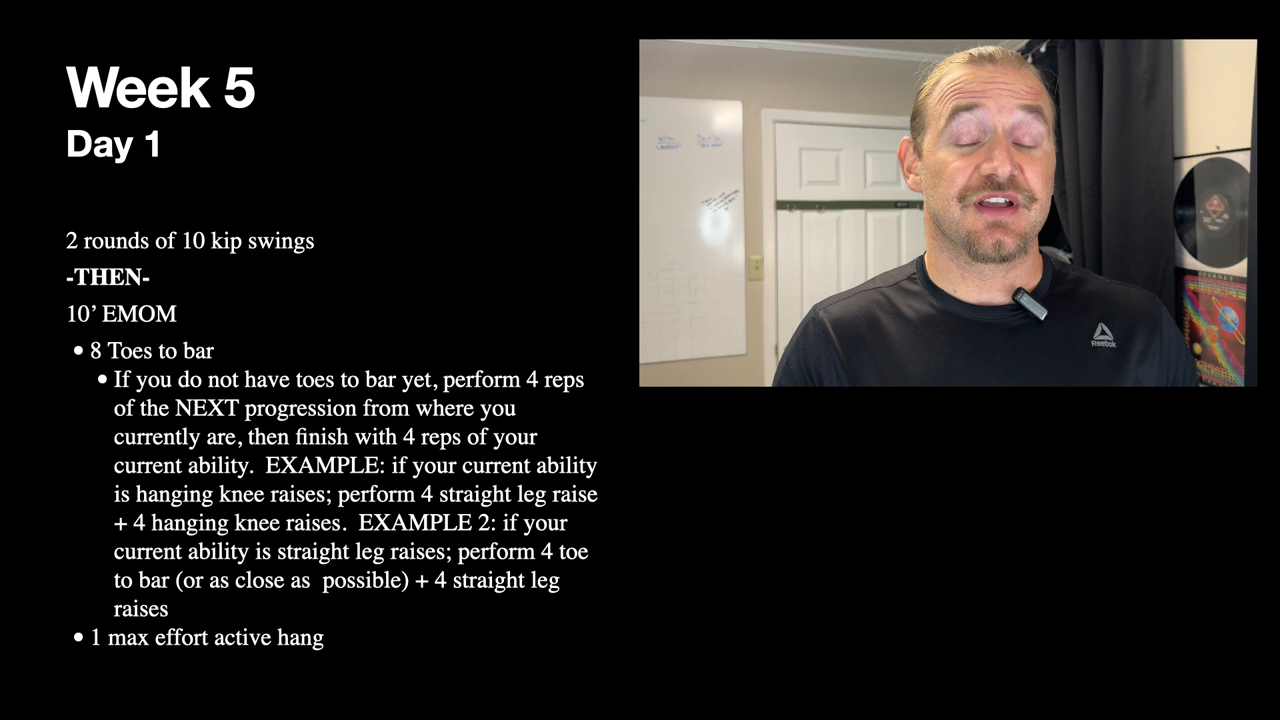 Week 5
Day 1
2 rounds of 10 kip swings
-THEN-
10’ EMOM
• 8 Toes to bar
• If you do not have toes to bar yet, perform 4 reps
of the NEXT progression from where you
currently are, then finish with 4 reps of your
current ability.  EXAMPLE: if your current ability
is hanging knee raises; perform 4 straight leg raise
+ 4 hanging knee raises.  EXAMPLE 2: if your
current ability is straight leg raises; perform 4 toe
to bar (or as close as  possible) + 4 straight leg
raises
• 1 max effort active hang
Reebok